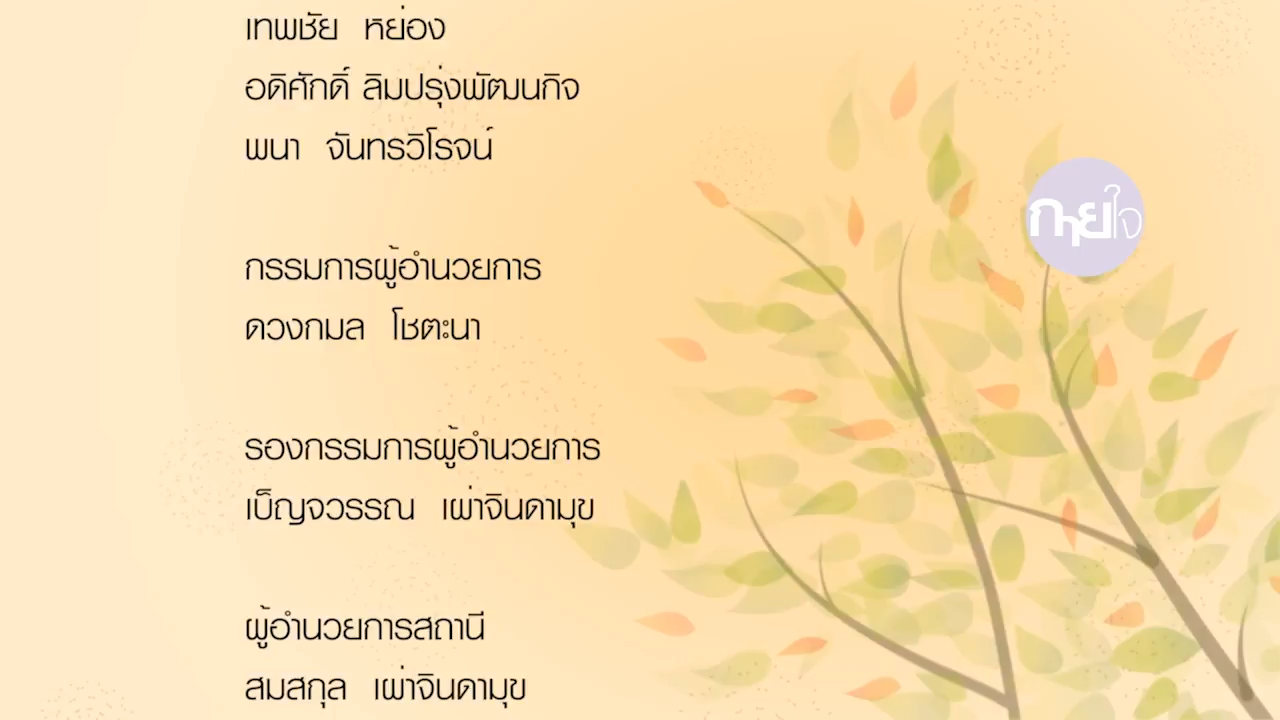 เทพชัย หย่อง
อดิศักดิ์ ลิมปรุ่งพัฒนกิจ
พนา จันทรวิโรจน์
กรรมการผู้อำนวยการ
ดวงกมล โชตะนา
รองกรรมการผู้อำนวยการ
เบ็ญจวรรณ เผ่าจินดามุข
ผู้อำนวยการสถานี
สมสกุล เผ่าจินดามุข
กายใจ